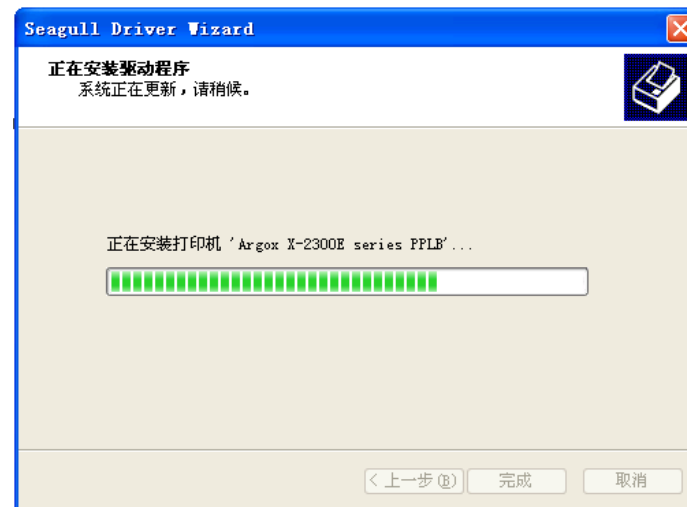 Seagull Driver Wizard
正在安装驱动程序
系统正在更新，请稍候。
正在安装打印机 'Argox X-2300E series PPLB'...
< 上一步(B)
完成
取消